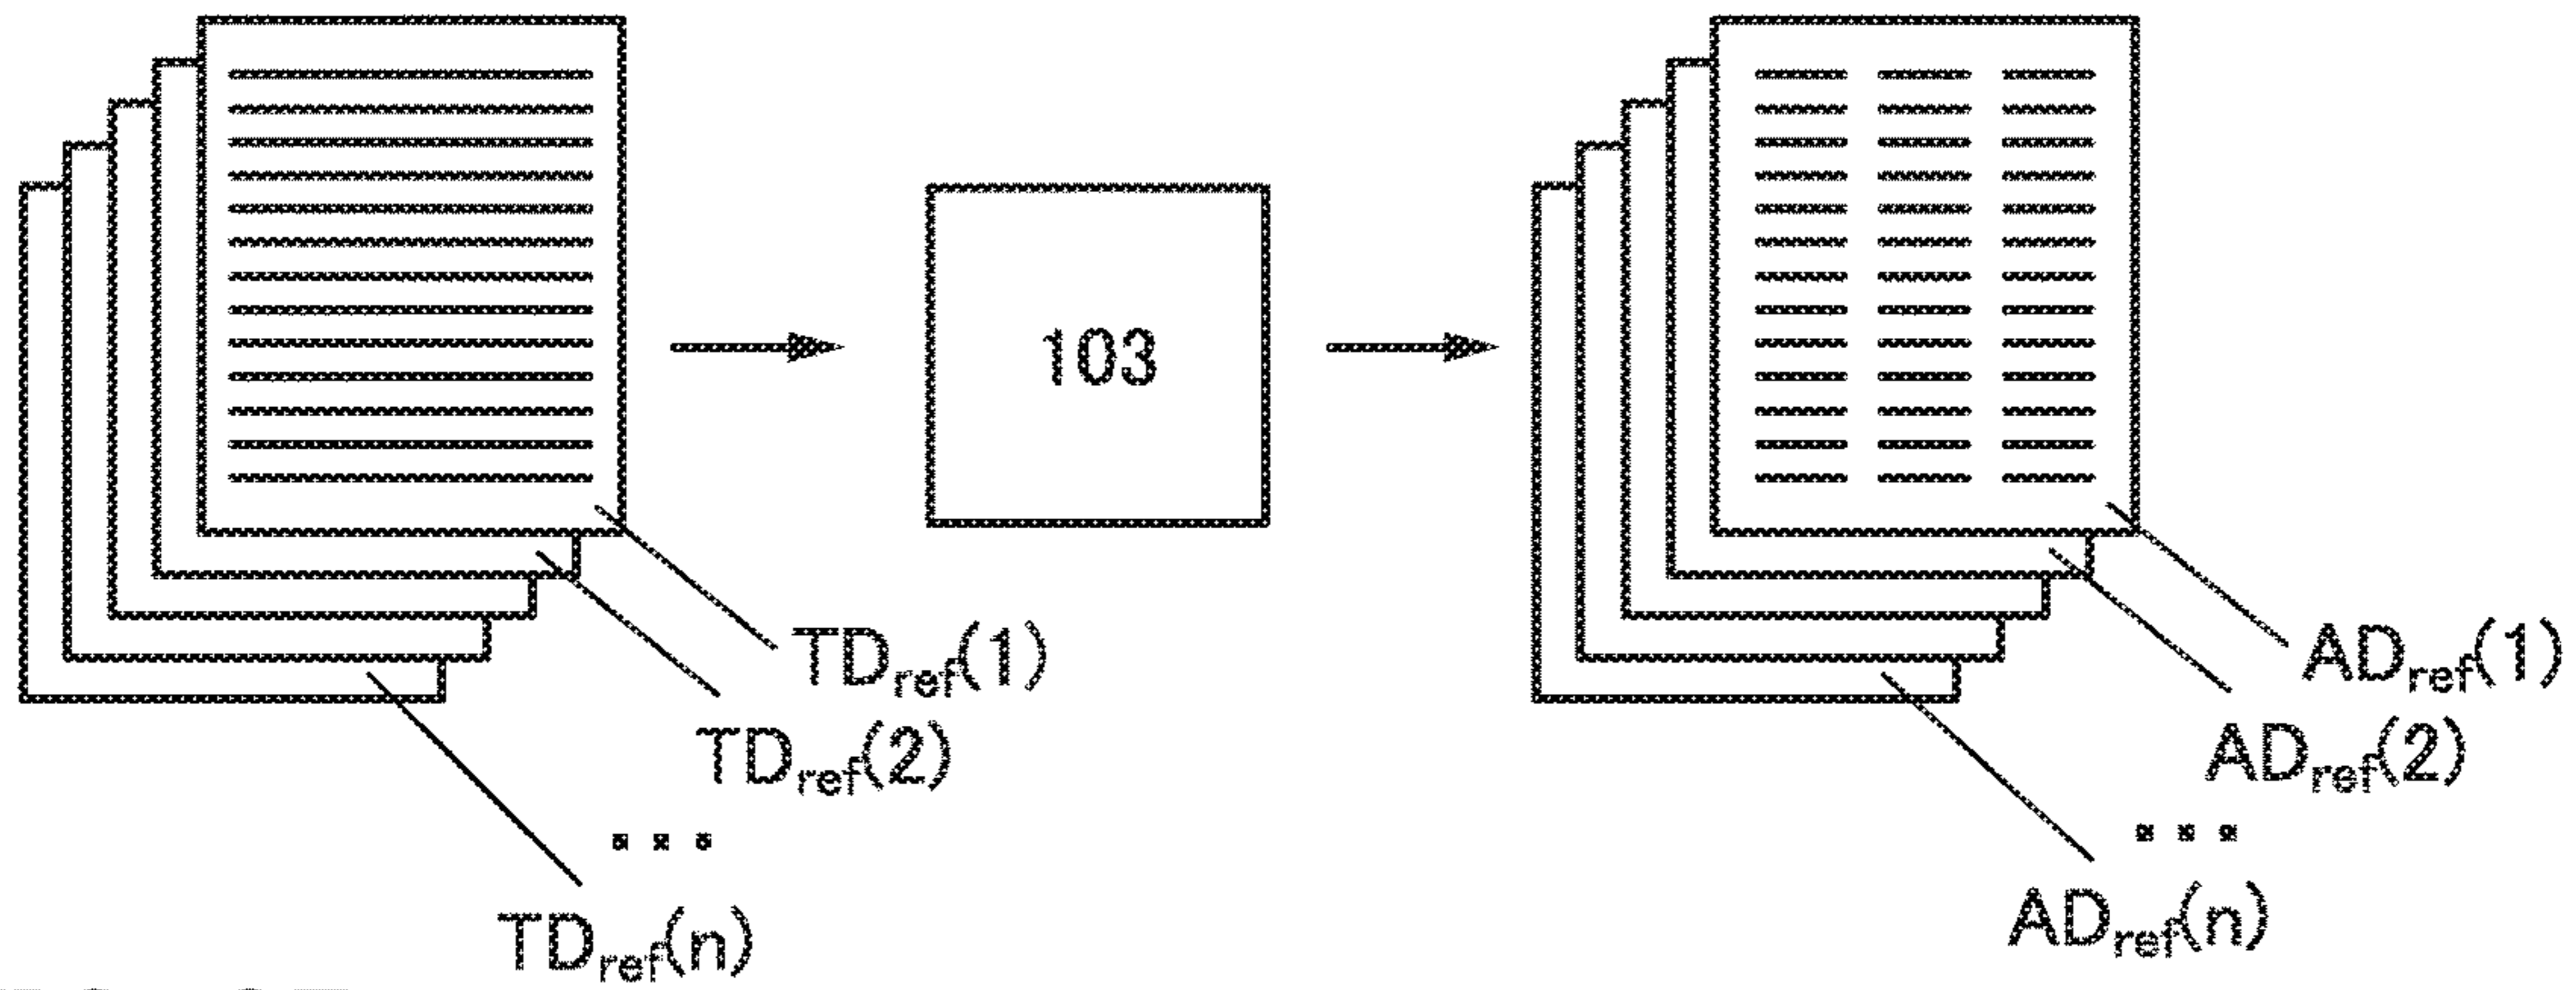 103
TDref(1)
TDref(2)
...
TDref(n)
ADref(1)
ADref(2)
...
ADref(n)